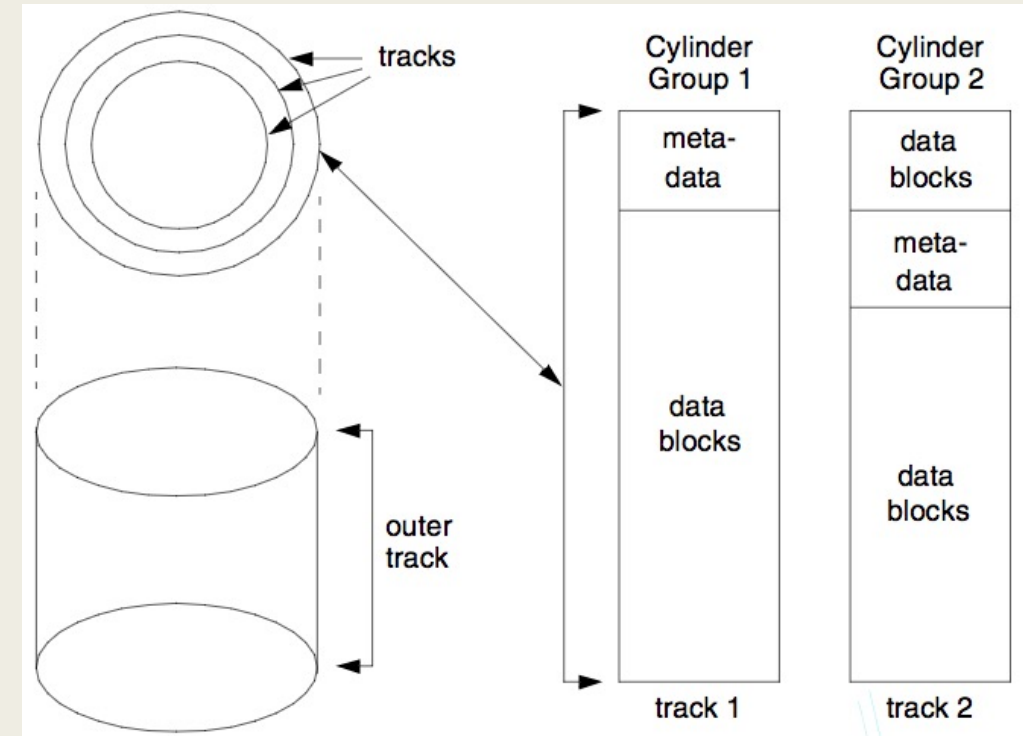 tracks
outer
track
Cylinder
Group 1
meta-
data
data
blocks
track 1
Cylinder
Group 2
data
blocks
meta-
data
data
blocks
track 2